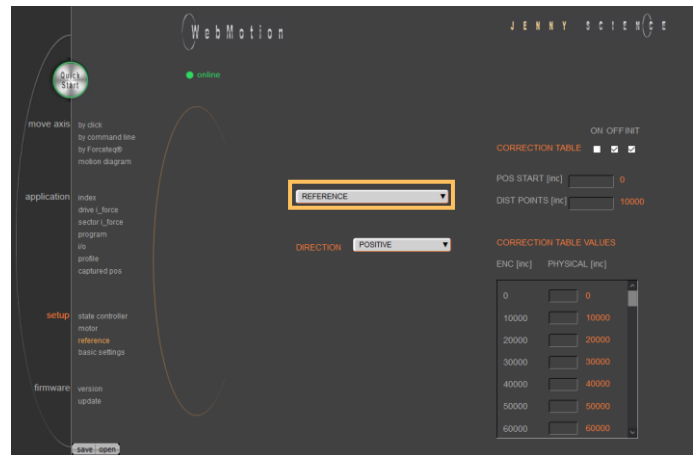 WebMotion
JENNY SCIENCE
Quick
Start
online
move axis
by click
by command line
by Forceteq®
motion diagram
application
index
drive i_force
sector i_force
program
i/o
profile
captured pos
setup
state controller
motor
reference
basic settings
firmware
version
update
save open
REFERENCE
DIRECTION POSITIVE
ON OFF INIT
CORRECTION TABLE
POS START [inc] 0
DIST POINTS [inc] 10000
CORRECTION TABLE VALUES
ENC [inc] PHYSICAL [inc]
0 0
10000 10000
20000 20000
30000 30000
40000 40000
50000 50000
60000 60000